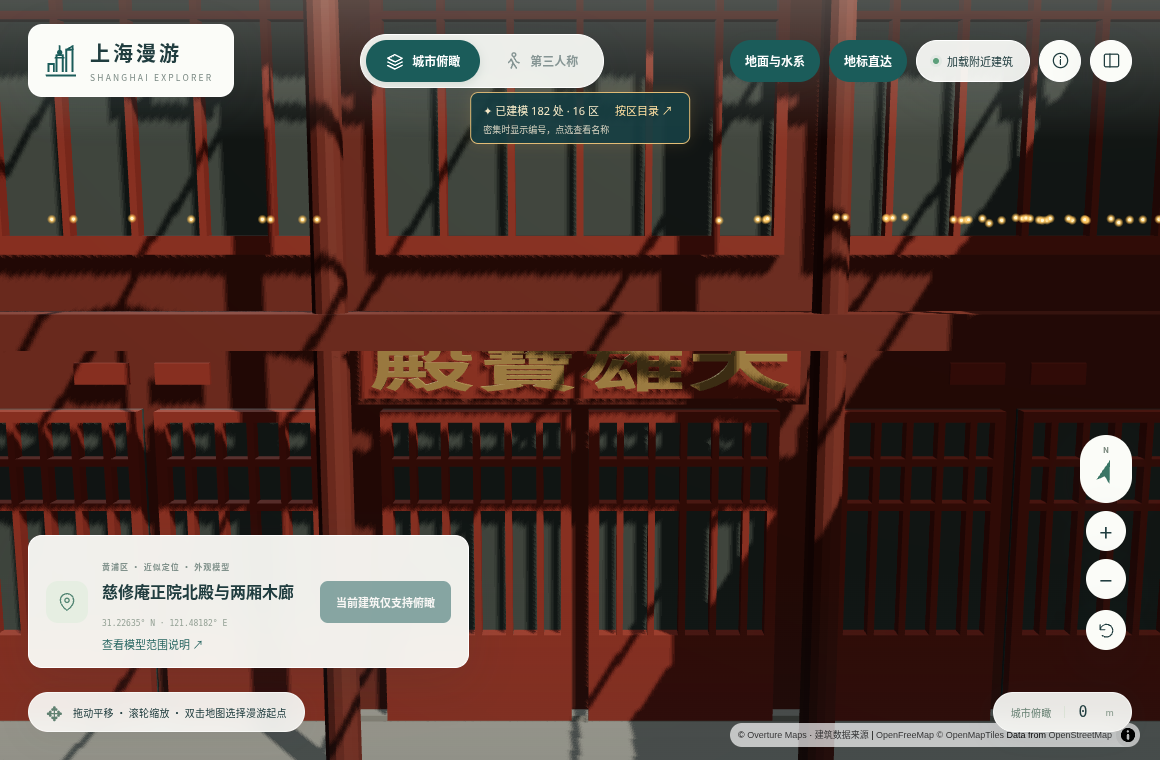 上海漫游
SHANGHAI EXPLORER
城市俯瞰
第三人称
地面与水系
地标直达
加载附近建筑
✦ 已建模 182 处 · 16 区 按区目录 ↗
密集时显示编号，点选查看名称
殿寶雄大
N
黄浦区 · 近似定位 · 外观模型
慈修庵正院北殿与两厢木廊
31.22635° N · 121.48182° E
查看模型范围说明 ↗
当前建筑仅支持俯瞰
+
−
拖动平移 · 滚轮缩放 · 双击地图选择漫游起点
城市俯瞰 0 m
© Overture Maps · 建筑数据来源 | OpenFreeMap © OpenMapTiles Data from OpenStreetMap